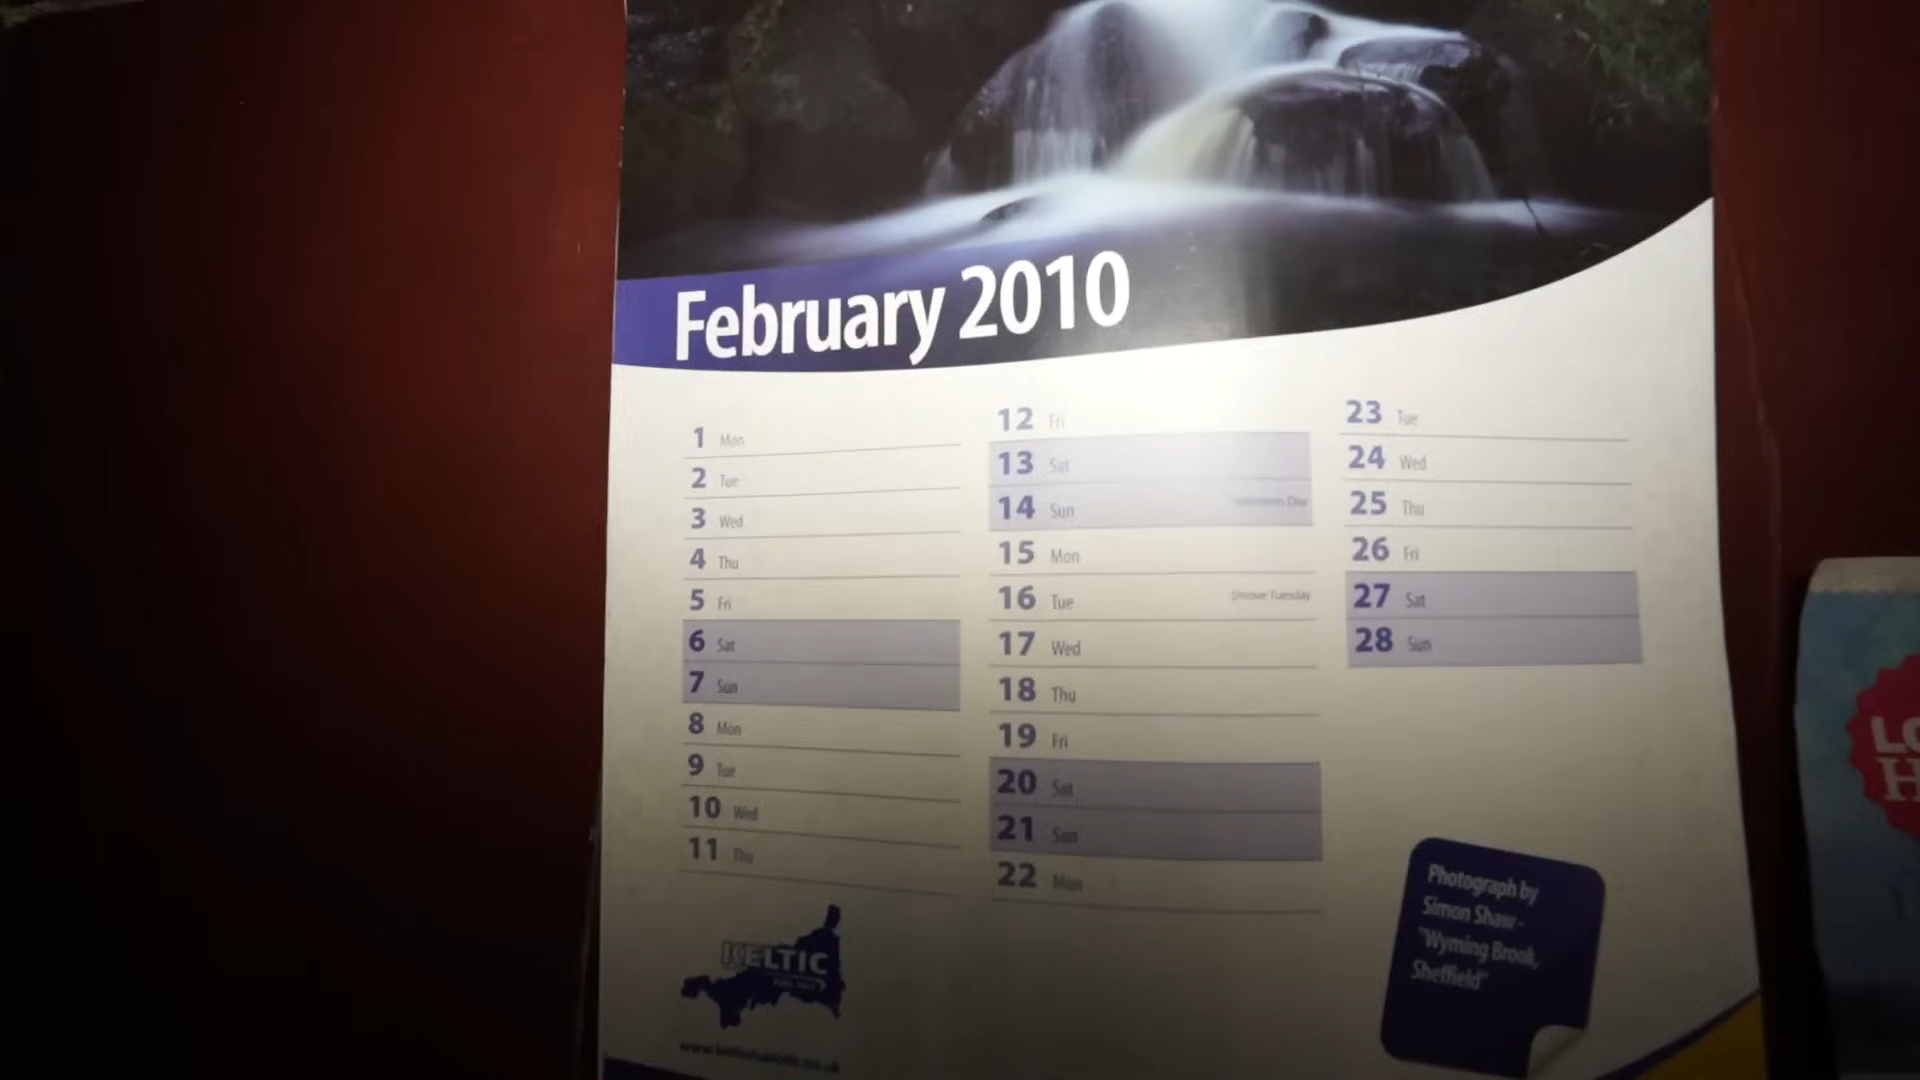 February 2010
1 Mon
2 Tue
3 Wed
4 Thu
5 Fri
6 Sat
7 Sun
8 Mon
9 Tue
10 Wed
11 Thu
12 Fri
13 Sat
14 Sun Valentines Day
15 Mon
16 Tue Shrove Tuesday
17 Wed
18 Thu
19 Fri
20 Sat
21 Sun
22 Mon
23 Tue
24 Wed
25 Thu
26 Fri
27 Sat
28 Sun
KELTIC
Photograph by
Simon Shaw -
"Wyming Brook,
Sheffield"